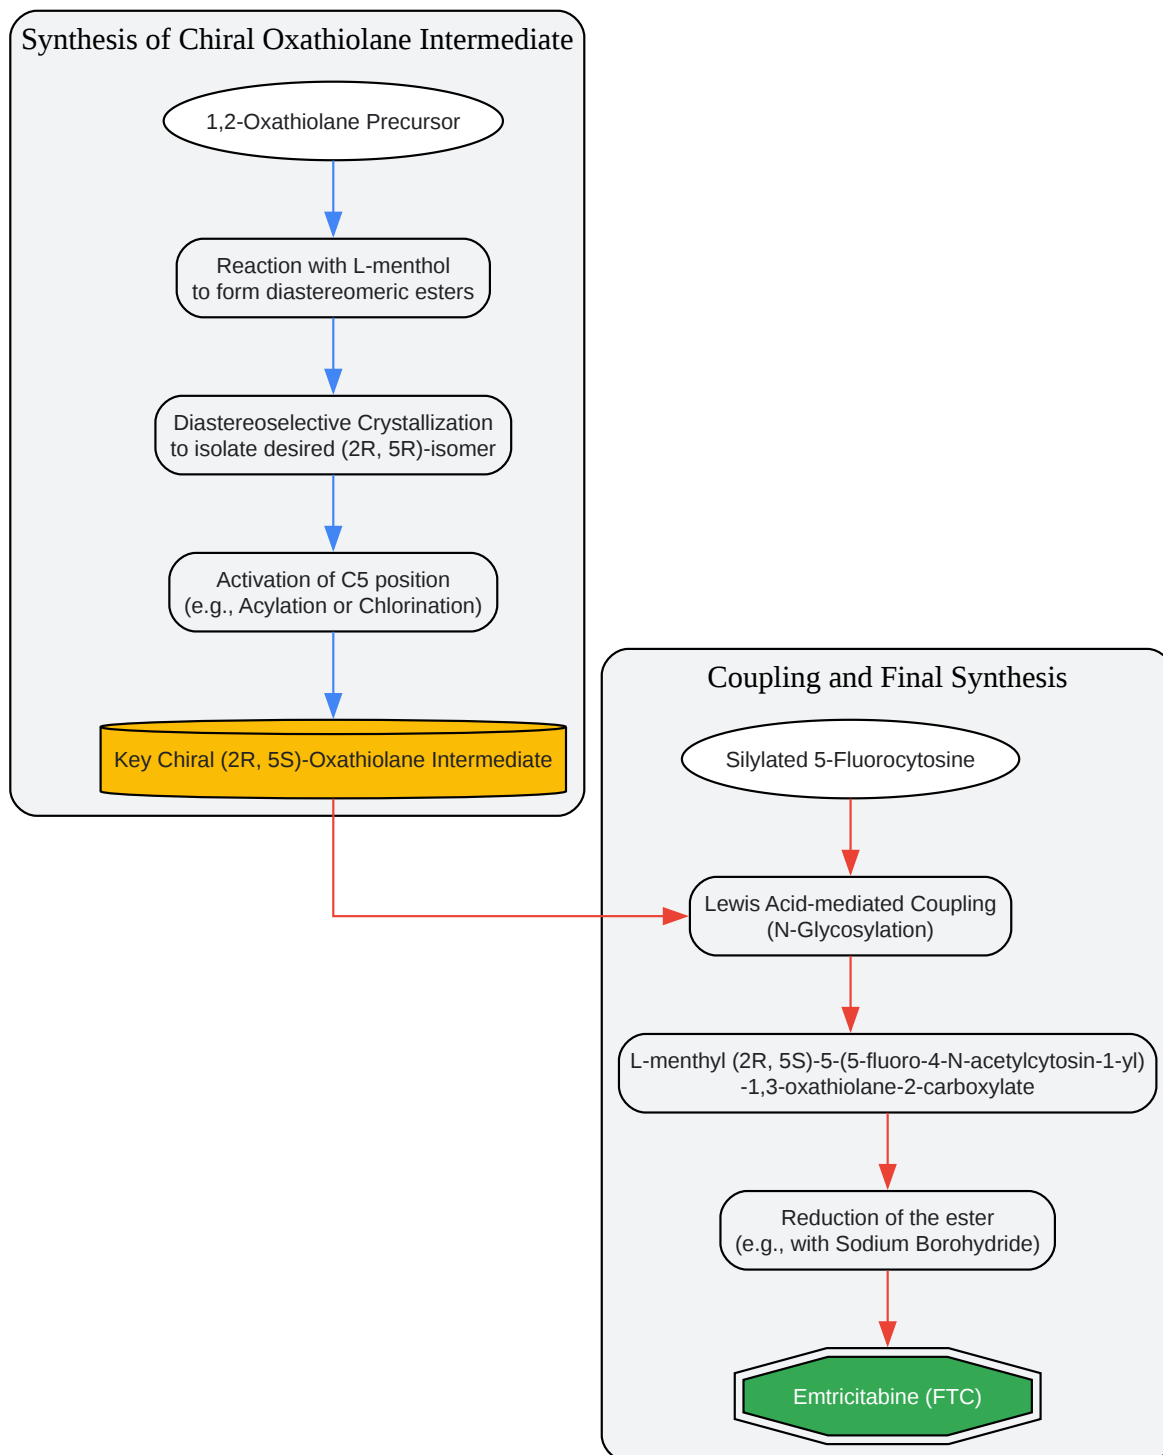 Synthesis of Chiral Oxathiolane Intermediate
1,2-Oxathiolane Precursor
Reaction with L-menthol
to form diastereomeric esters
Diastereoselective Crystallization
to isolate desired (2R, 5R)-isomer
Activation of C5 position
(e.g., Acylation or Chlorination)
Key Chiral (2R, 5S)-Oxathiolane Intermediate
Coupling and Final Synthesis
Silylated 5-Fluorocytosine
Lewis Acid-mediated Coupling
(N-Glycosylation)
L-menthyl (2R, 5S)-5-(5-fluoro-4-N-acetylcytosin-1-yl)
-1,3-oxathiolane-2-carboxylate
Reduction of the ester
(e.g., with Sodium Borohydride)
Emtricitabine (FTC)